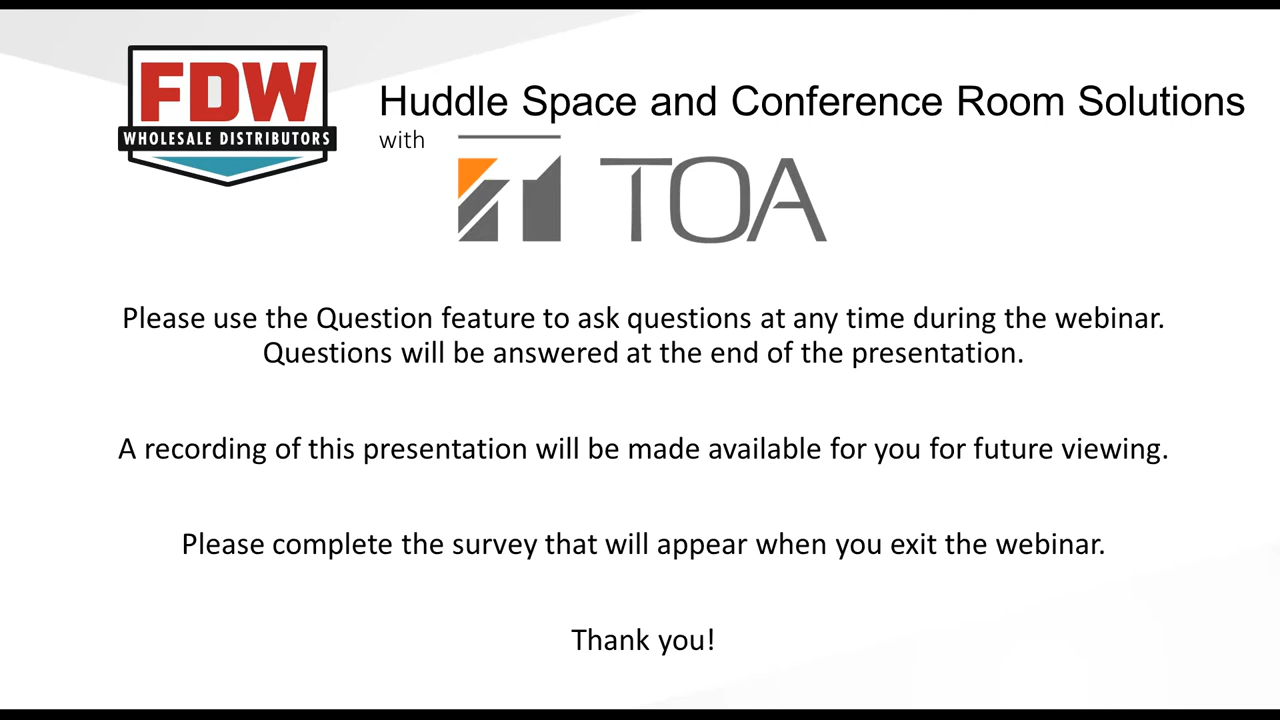 FDW
WHOLESALE DISTRIBUTORS
Huddle Space and Conference Room Solutions
with
TOA
Please use the Question feature to ask questions at any time during the webinar.
Questions will be answered at the end of the presentation.
A recording of this presentation will be made available for you for future viewing.
Please complete the survey that will appear when you exit the webinar.
Thank you!